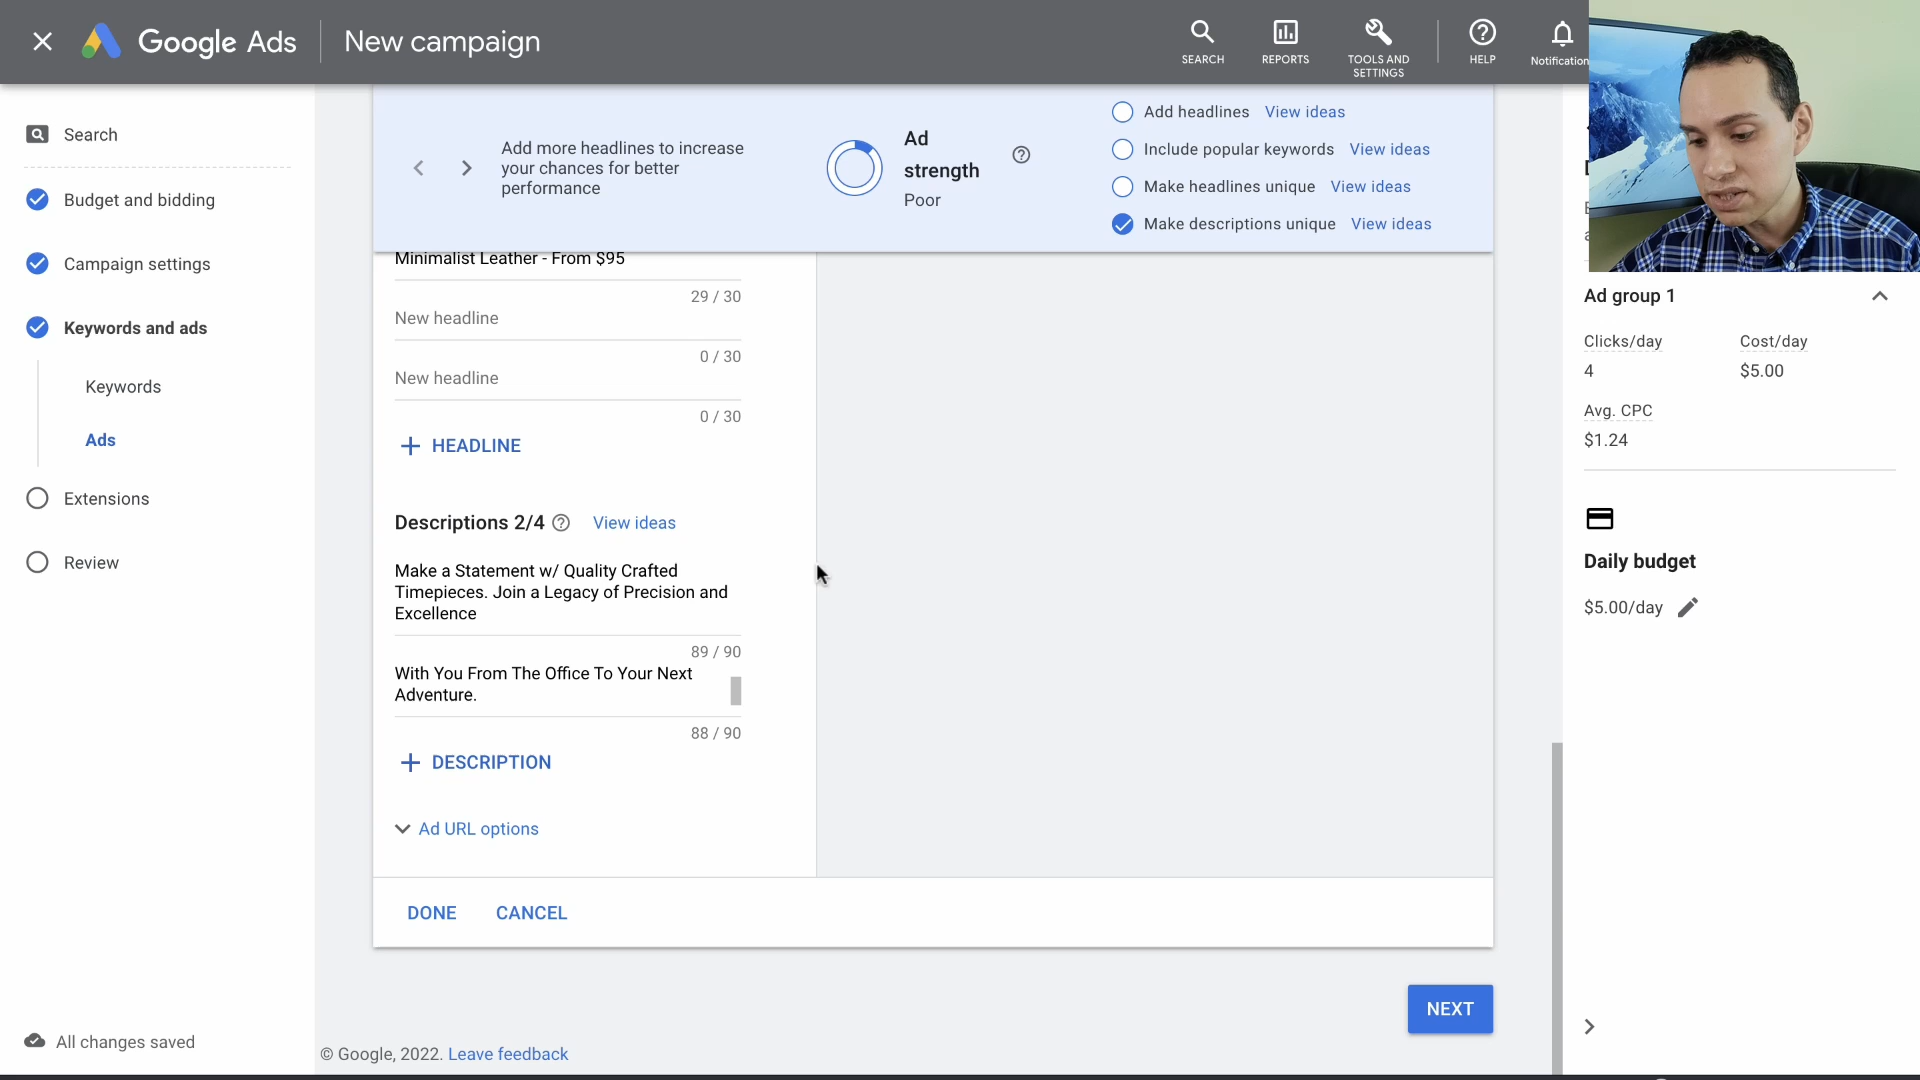 Google Ads
New campaign
SEARCH
REPORTS
TOOLS AND
SETTINGS
HELP
Notification
Search
Budget and bidding
Campaign settings
Keywords and ads
Keywords
Ads
Extensions
Review
All changes saved
Add more headlines to increase
your chances for better
performance
Ad
strength
Poor
Add headlines View ideas
Include popular keywords View ideas
Make headlines unique View ideas
Make descriptions unique View ideas
Minimalist Leather - From $95
29 / 30
New headline
0 / 30
New headline
0 / 30
+ HEADLINE
Descriptions 2/4 View ideas
Make a Statement w/ Quality Crafted
Timepieces. Join a Legacy of Precision and
Excellence
89 / 90
With You From The Office To Your Next
Adventure.
88 / 90
+ DESCRIPTION
Ad URL options
DONE CANCEL
NEXT
© Google, 2022. Leave feedback
Ad group 1
Clicks/day Cost/day
4 $5.00
Avg. CPC
$1.24
Daily budget
$5.00/day